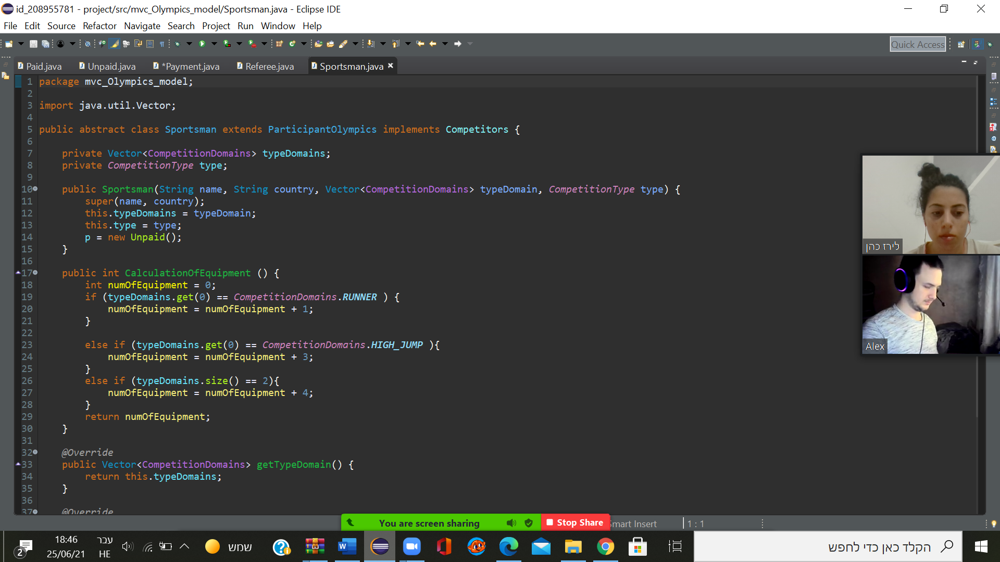 id_208955781 - project/src/mvc_Olympics_model/Sportsman.java - Eclipse IDE
File Edit Source Refactor Navigate Search Project Run Window Help
Quick Access
Paid.java Unpaid.java *Payment.java Referee.java Sportsman.java
1 package mvc_Olympics_model;
2
3 import java.util.Vector;
4
5 public abstract class Sportsman extends ParticipantOlympics implements Competitors {
6
7 private Vector<CompetitionDomains> typeDomains;
8 private CompetitionType type;
9
10 public Sportsman(String name, String country, Vector<CompetitionDomains> typeDomain, CompetitionType type) {
11 super(name, country);
12 this.typeDomains = typeDomain;
13 this.type = type;
14 p = new Unpaid();
15 }
16
17 public int CalculationOfEquipment () {
18 int numOfEquipment = 0;
19 if (typeDomains.get(0) == CompetitionDomains.RUNNER ) {
20 numOfEquipment = numOfEquipment + 1;
21 }
22
23 else if (typeDomains.get(0) == CompetitionDomains.HIGH_JUMP ){
24 numOfEquipment = numOfEquipment + 3;
25 }
26 else if (typeDomains.size() == 2){
27 numOfEquipment = numOfEquipment + 4;
28 }
29 return numOfEquipment;
30 }
31
32 @Override
33 public Vector<CompetitionDomains> getTypeDomain() {
34 return this.typeDomains;
35 }
36
37 @Override
לירז כהן
Alex
You are screen sharing Stop Share Smart Insert 1 : 1
2
18:46
25/06/21
עבר
HE
שמש
הקלד כאן כדי לחפש